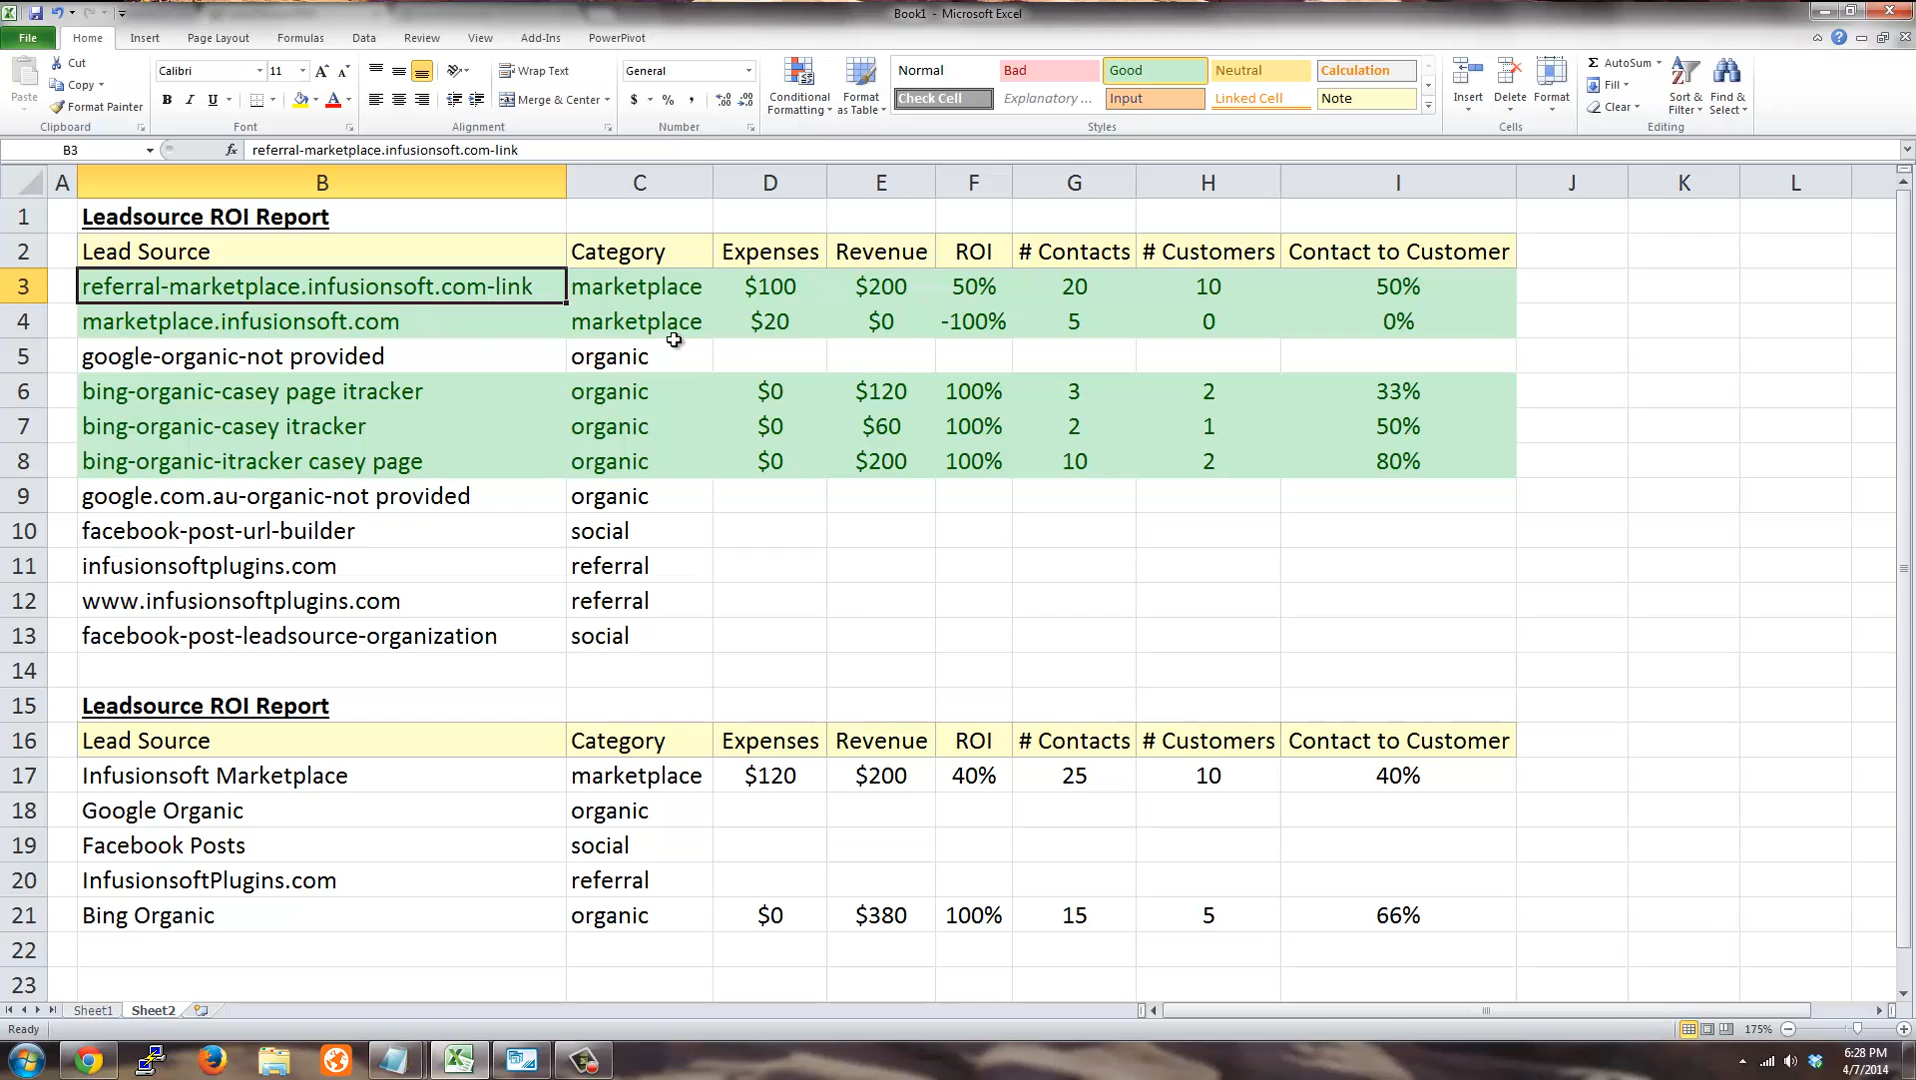 Book1 - Microsoft Excel
File Home Insert Page Layout Formulas Data Review View Add-Ins PowerPivot
Paste Cut Copy Format Painter
Calibri 11
B I U A
Wrap Text
Merge & Center
General
$ % ,
Conditional Formatting
Format as Table
Normal Bad Good Neutral Calculation
Check Cell Explanatory ... Input Linked Cell Note
Insert Delete Format
AutoSum
Fill
Clear
Sort & Filter
Find & Select
Clipboard Font Alignment Number Styles Cells Editing
B3 fx referral-marketplace.infusionsoft.com-link
A B C D E F G H I J K L
1 Leadsource ROI Report
2 Lead Source Category Expenses Revenue ROI # Contacts # Customers Contact to Customer
3 referral-marketplace.infusionsoft.com-link marketplace $100 $200 50% 20 10 50%
4 marketplace.infusionsoft.com marketplace $20 $0 -100% 5 0 0%
5 google-organic-not provided organic
6 bing-organic-casey page itracker organic $0 $120 100% 3 2 33%
7 bing-organic-casey itracker organic $0 $60 100% 2 1 50%
8 bing-organic-itracker casey page organic $0 $200 100% 10 2 80%
9 google.com.au-organic-not provided organic
10 facebook-post-url-builder social
11 infusionsoftplugins.com referral
12 www.infusionsoftplugins.com referral
13 facebook-post-leadsource-organization social
14
15 Leadsource ROI Report
16 Lead Source Category Expenses Revenue ROI # Contacts # Customers Contact to Customer
17 Infusionsoft Marketplace marketplace $120 $200 40% 25 10 40%
18 Google Organic organic
19 Facebook Posts social
20 InfusionsoftPlugins.com referral
21 Bing Organic organic $0 $380 100% 15 5 66%
22
23
Sheet1 Sheet2
Ready 175%
6:28 PM
4/7/2014